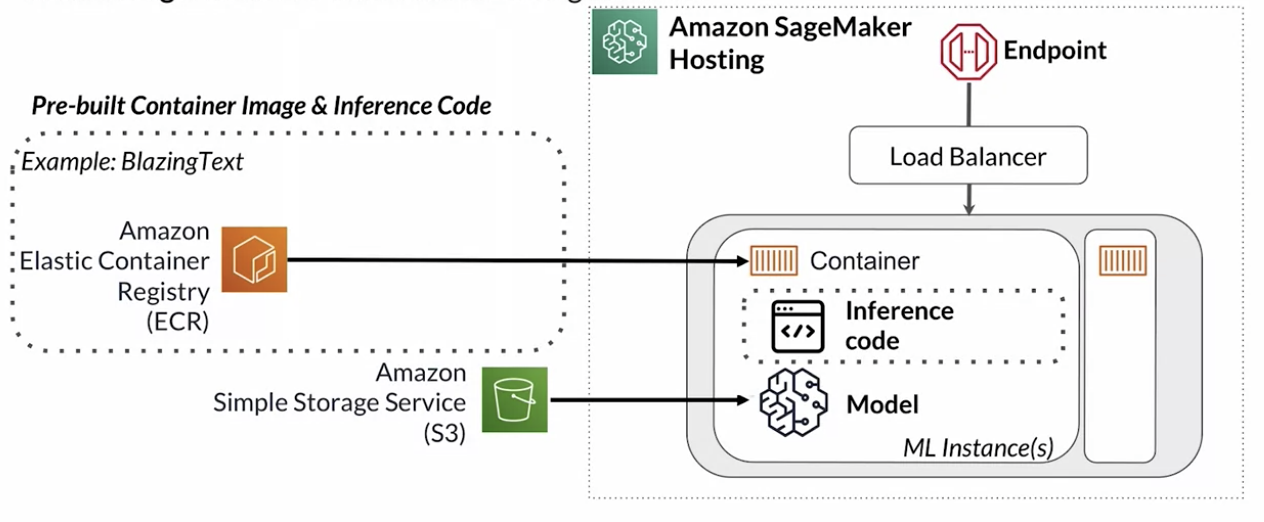 Amazon SageMaker
Hosting
Endpoint
Pre-built Container Image & Inference Code
Example: BlazingText
Load Balancer
Amazon
Elastic Container
Registry
(ECR)
Container
Inference
code
Amazon
Simple Storage Service
(S3)
Model
ML Instance(s)